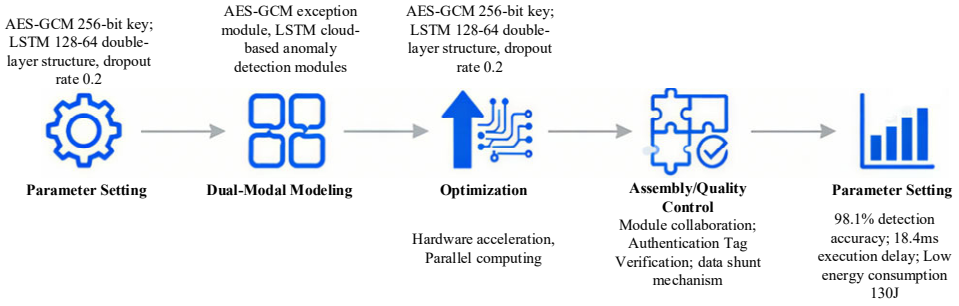 AES-GCM 256-bit key;
LSTM 128-64 double-
layer structure, dropout
rate 0.2
Parameter Setting
AES-GCM exception
module, LSTM cloud-
based anomaly
detection modules
Dual-Modal Modeling
AES-GCM 256-bit key;
LSTM 128-64 double-
layer structure, dropout
rate 0.2
Optimization
Hardware acceleration,
Parallel computing
Assembly/Quality
Control
Module collaboration;
Authentication Tag
Verification; data shunt
mechanism
Parameter Setting
98.1% detection
accuracy; 18.4ms
execution delay; Low
energy consumption
130J